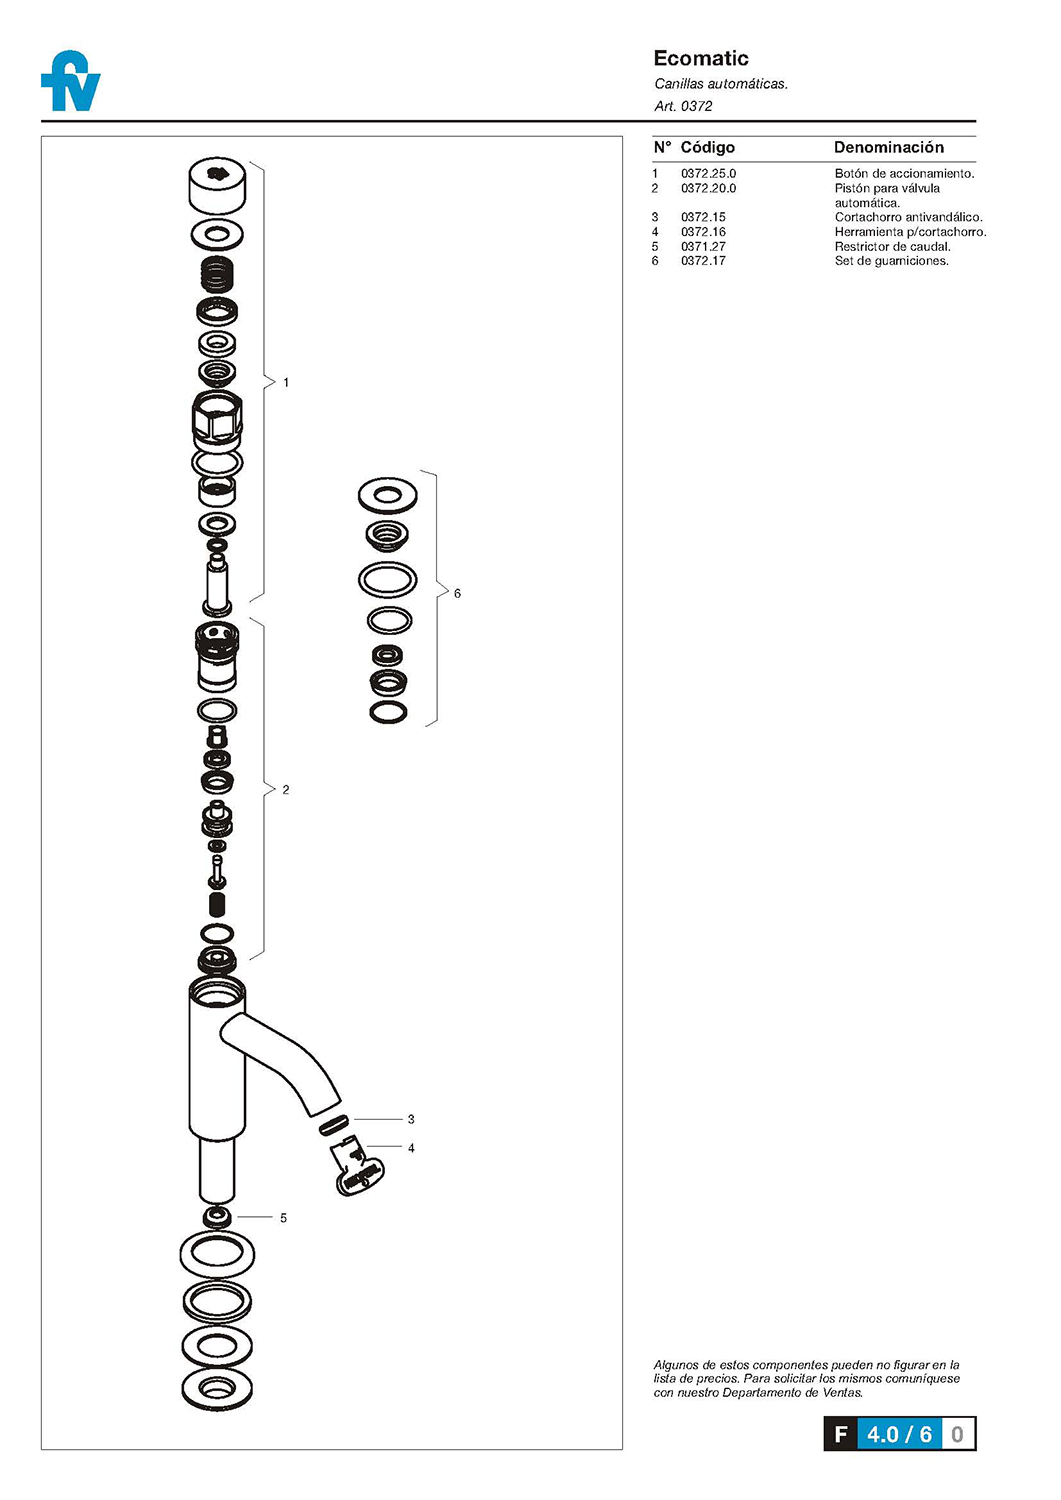 fv
Ecomatic
Canillas automáticas.
Art. 0372
N° Código Denominación
1 0372.25.0 Botón de accionamiento.
2 0372.20.0 Pistón para válvula
automática.
3 0372.15 Cortachorro antivandálico.
4 0372.16 Herramienta p/cortachorro.
5 0371.27 Restrictor de caudal.
6 0372.17 Set de guarniciones.
1
6
2
3
4
5
Algunos de estos componentes pueden no figurar en la
lista de precios. Para solicitar los mismos comuníquese
con nuestro Departamento de Ventas.
F 4.0 / 6 0